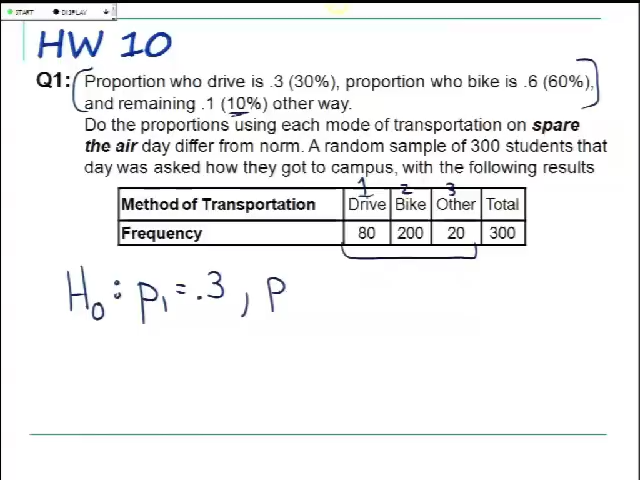 START DISPLAY
HW 10
Q1: Proportion who drive is .3 (30%), proportion who bike is .6 (60%),
and remaining .1 (10%) other way.
Do the proportions using each mode of transportation on spare
the air day differ from norm. A random sample of 300 students that
day was asked how they got to campus, with the following results
1 2 3
Method of Transportation Drive Bike Other Total
Frequency 80 200 20 300
H₀: p₁ = .3, p